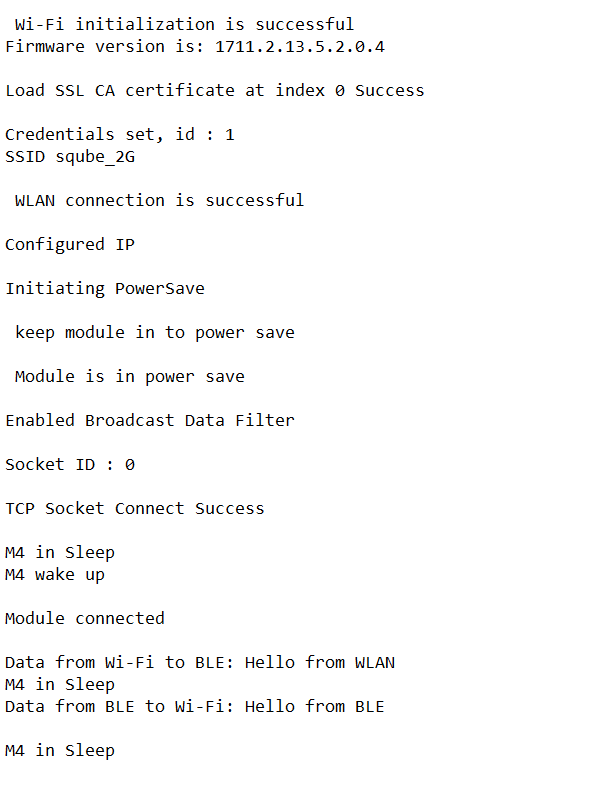 Wi-Fi initialization is successful
Firmware version is: 1711.2.13.5.2.0.4
Load SSL CA certificate at index 0 Success
Credentials set, id : 1
SSID sqube_2G
WLAN connection is successful
Configured IP
Initiating PowerSave
keep module in to power save
Module is in power save
Enabled Broadcast Data Filter
Socket ID : 0
TCP Socket Connect Success
M4 in Sleep
M4 wake up
Module connected
Data from Wi-Fi to BLE: Hello from WLAN
M4 in Sleep
Data from BLE to Wi-Fi: Hello from BLE
M4 in Sleep